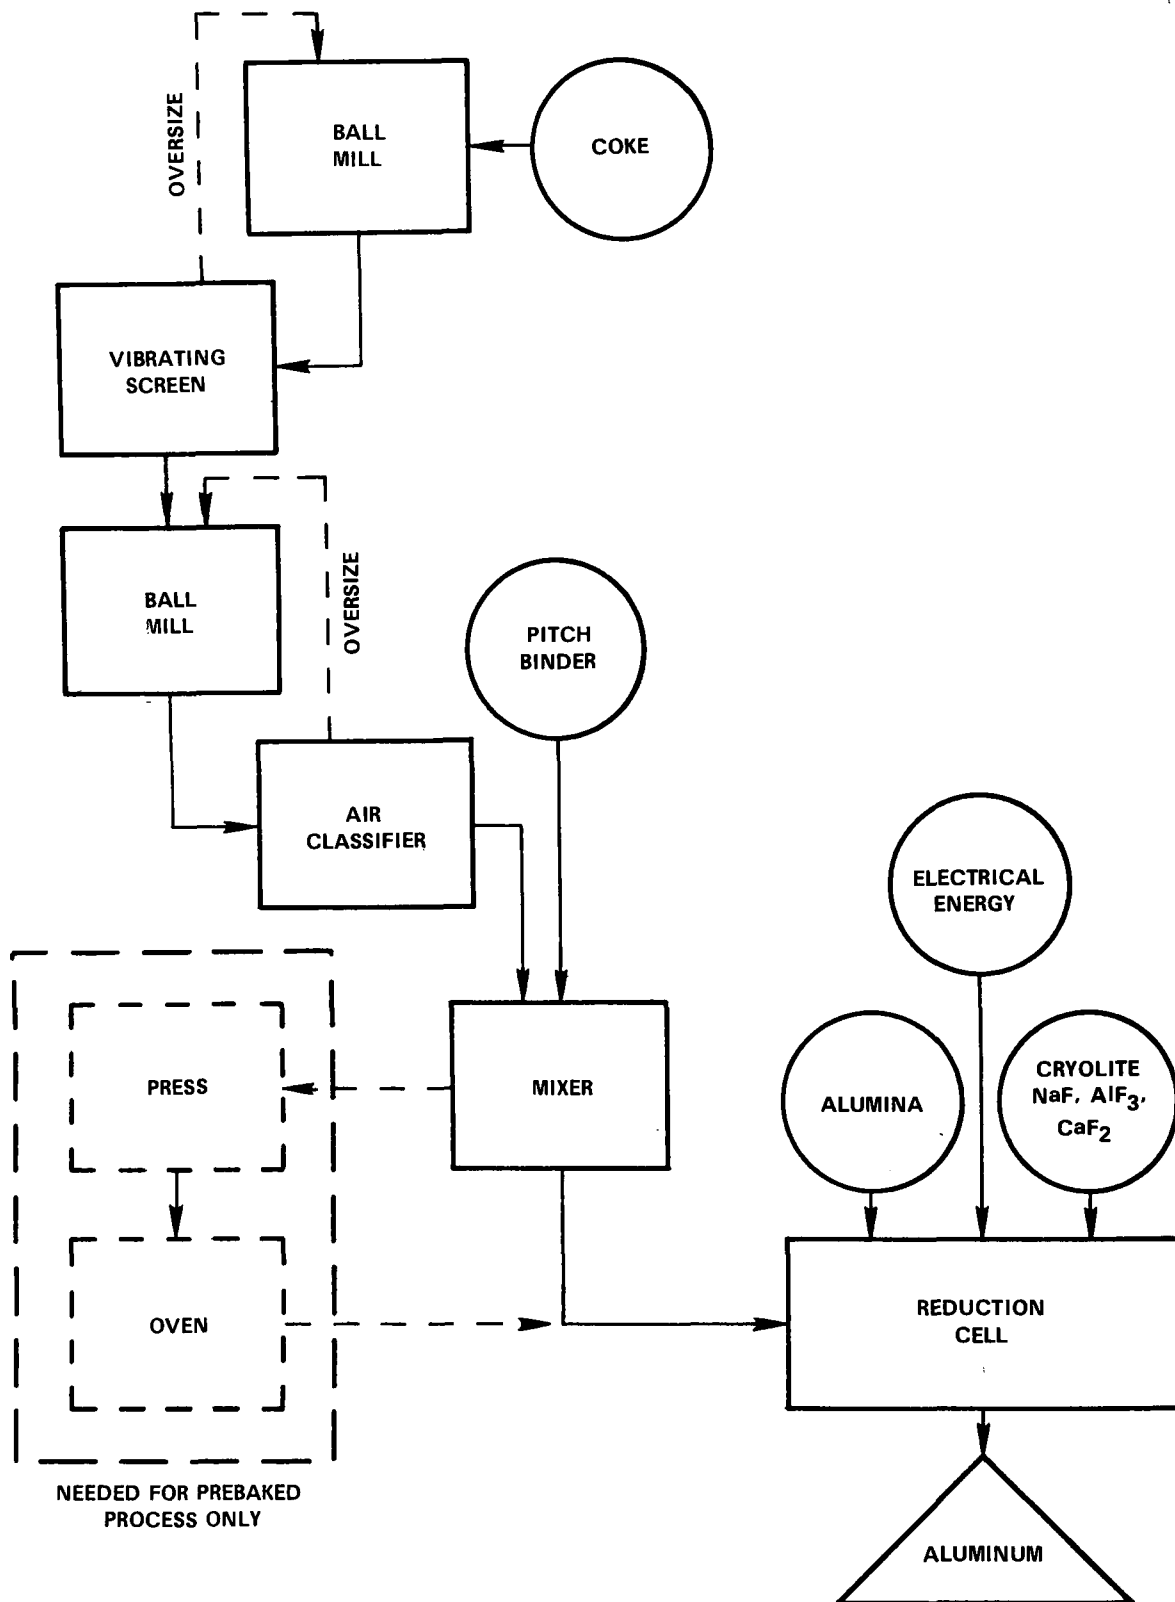 OVERSIZE
BALL
MILL
COKE
VIBRATING
SCREEN
BALL
MILL
OVERSIZE
PITCH
BINDER
AIR
CLASSIFIER
ELECTRICAL
ENERGY
PRESS
MIXER
ALUMINA
CRYOLITE
NaF, AlF₃,
CaF₂
OVEN
REDUCTION
CELL
NEEDED FOR PREBAKED
PROCESS ONLY
ALUMINUM